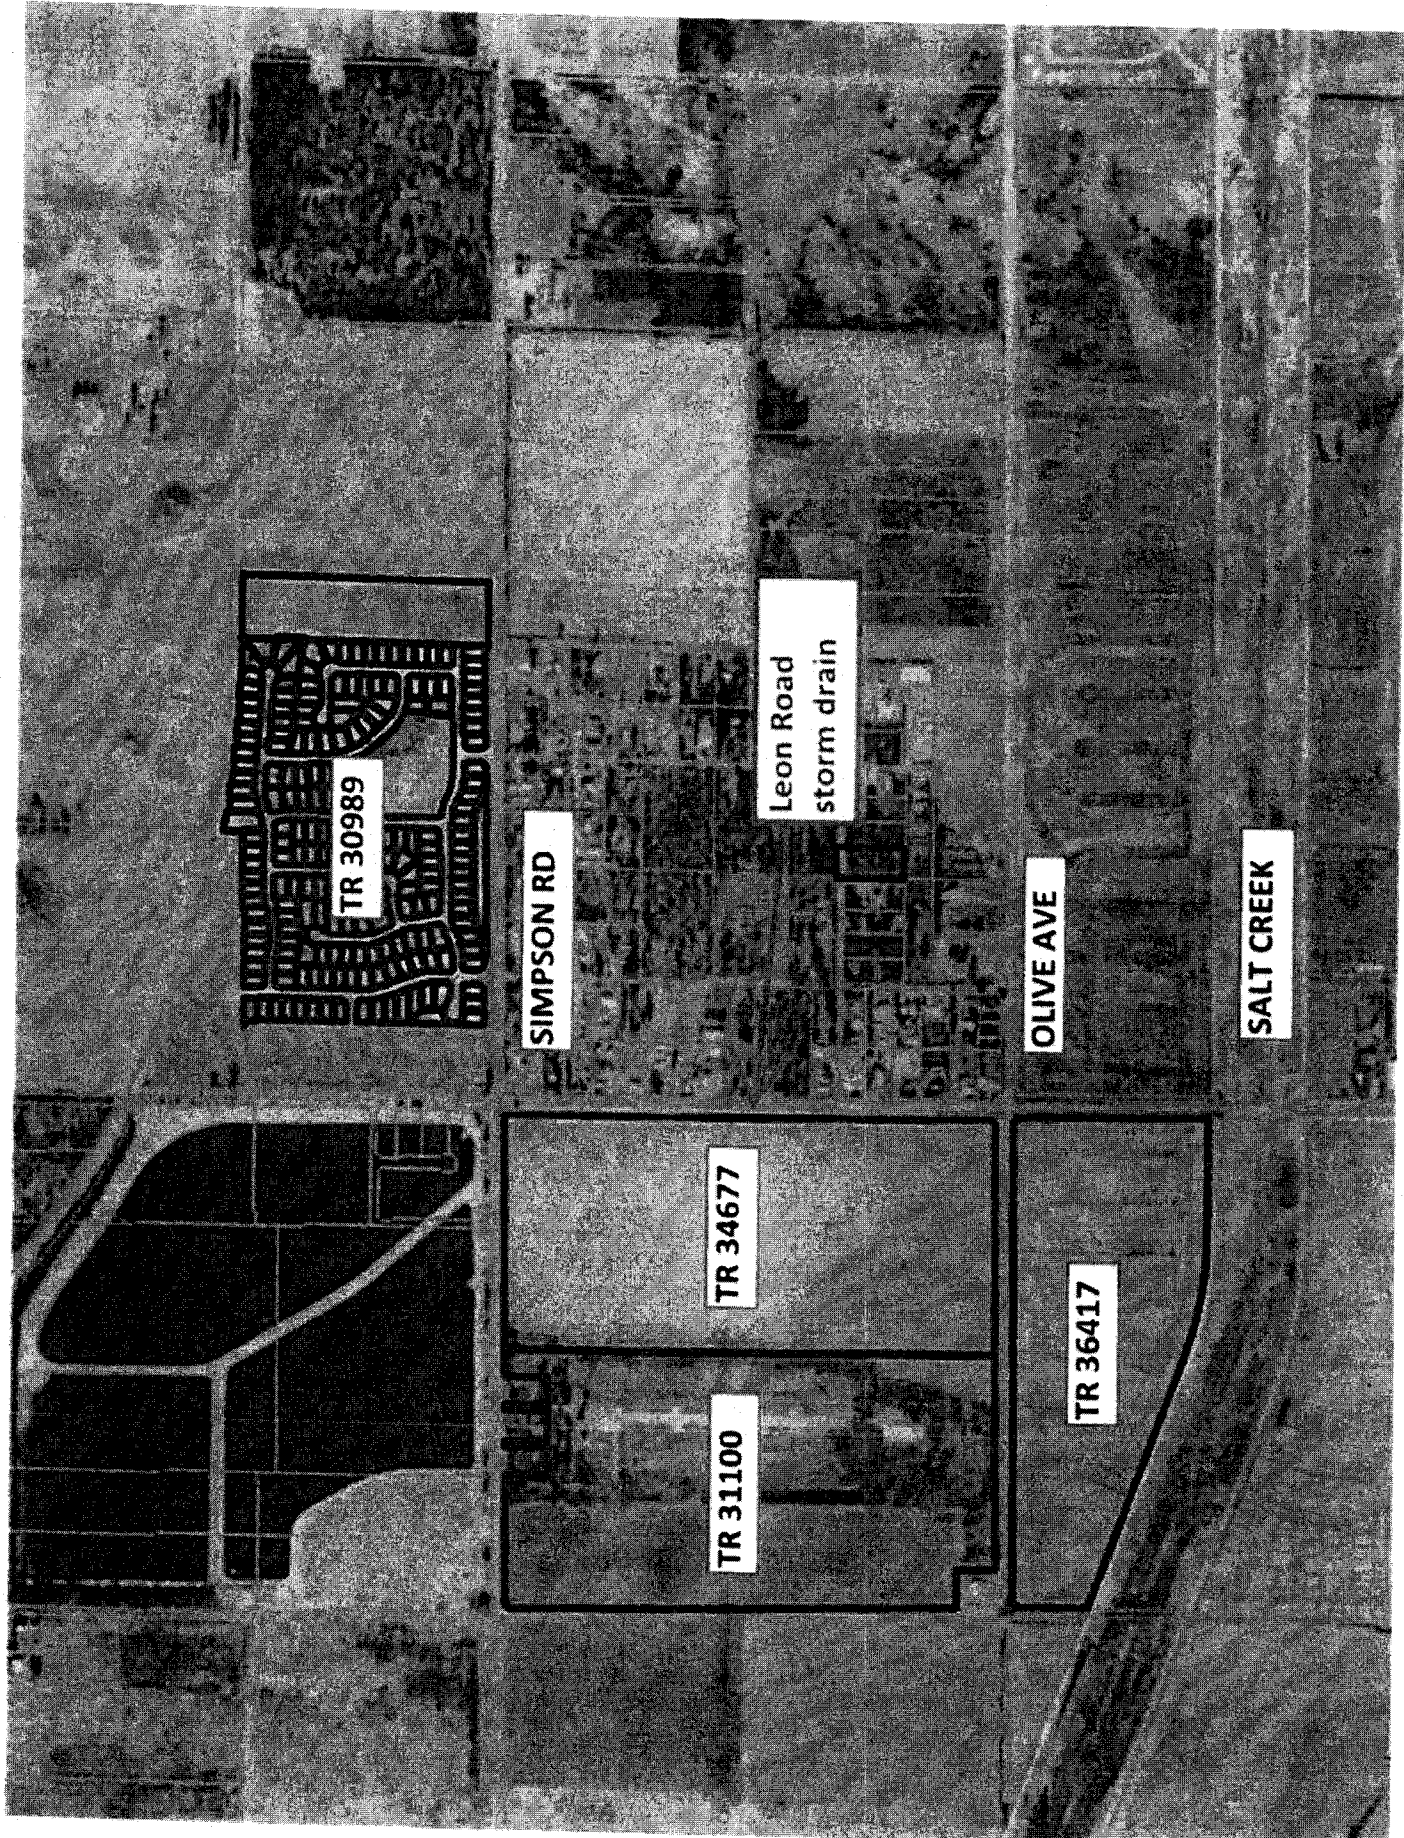 TR 30989
SIMPSON RD
Leon Road
storm drain
OLIVE AVE
SALT CREEK
TR 31100
TR 34677
TR 36417